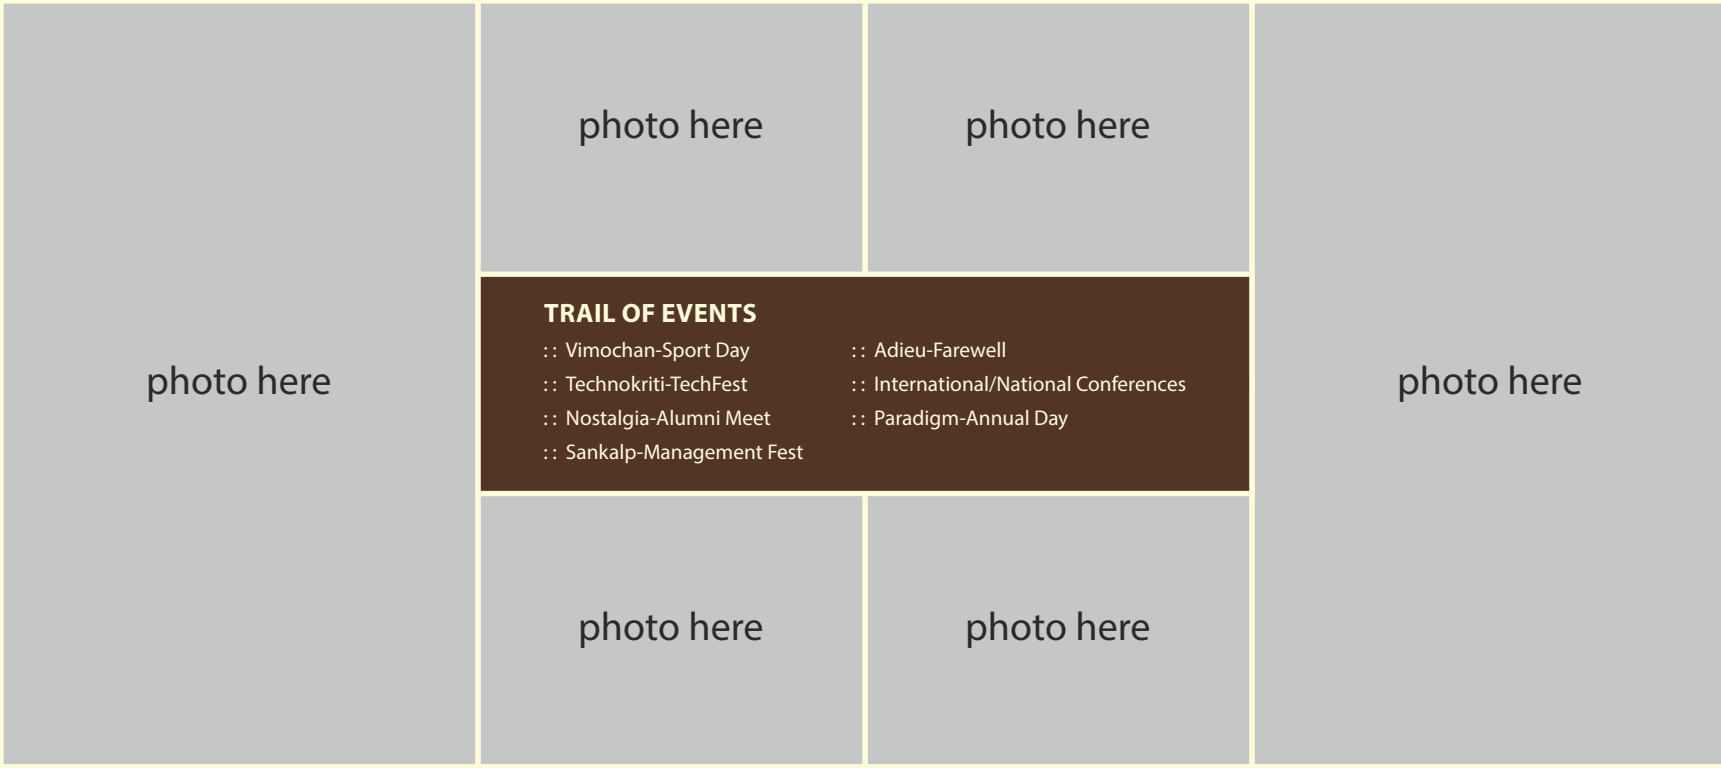 photo here
photo here
photo here
photo here
TRAIL OF EVENTS
:: Vimochan-Sport Day
:: Technokriti-TechFest
:: Nostalgia-Alumni Meet
:: Sankalp-Management Fest
:: Adieu-Farewell
:: International/National Conferences
:: Paradigm-Annual Day
photo here
photo here